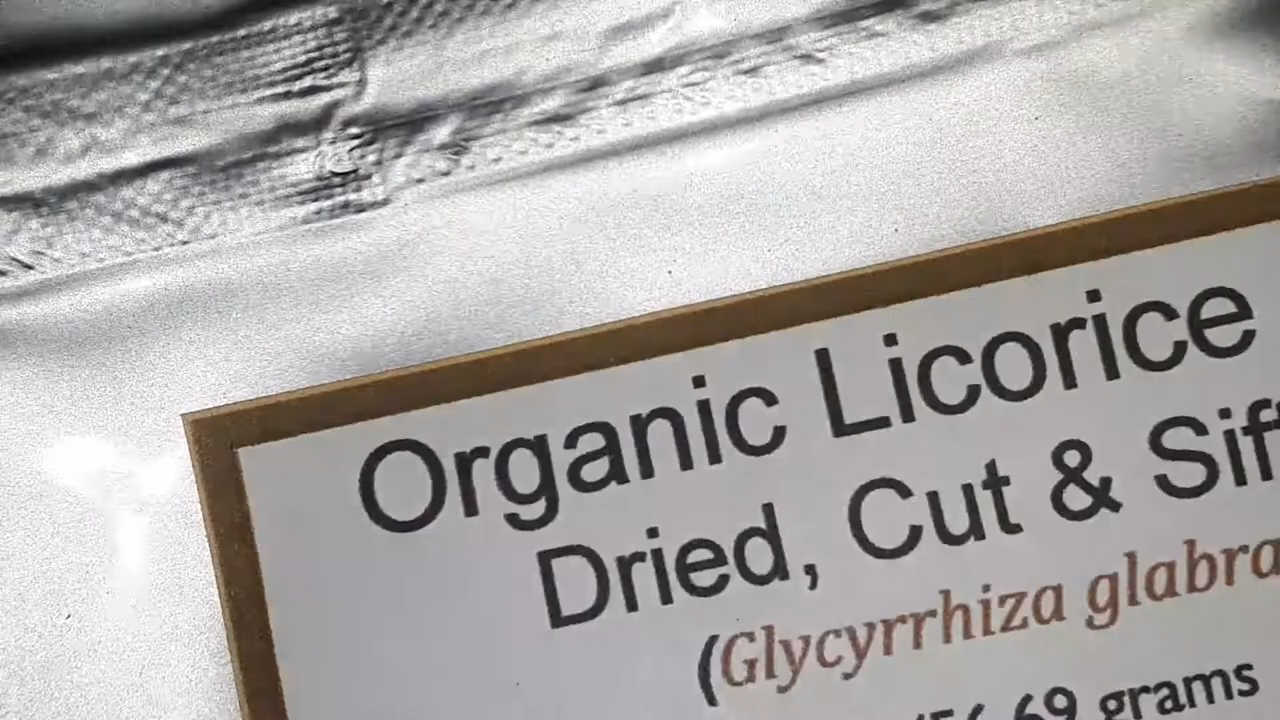 Organic Licorice
Dried, Cut & Sif
(Glycyrrhiza glabra
69 grams